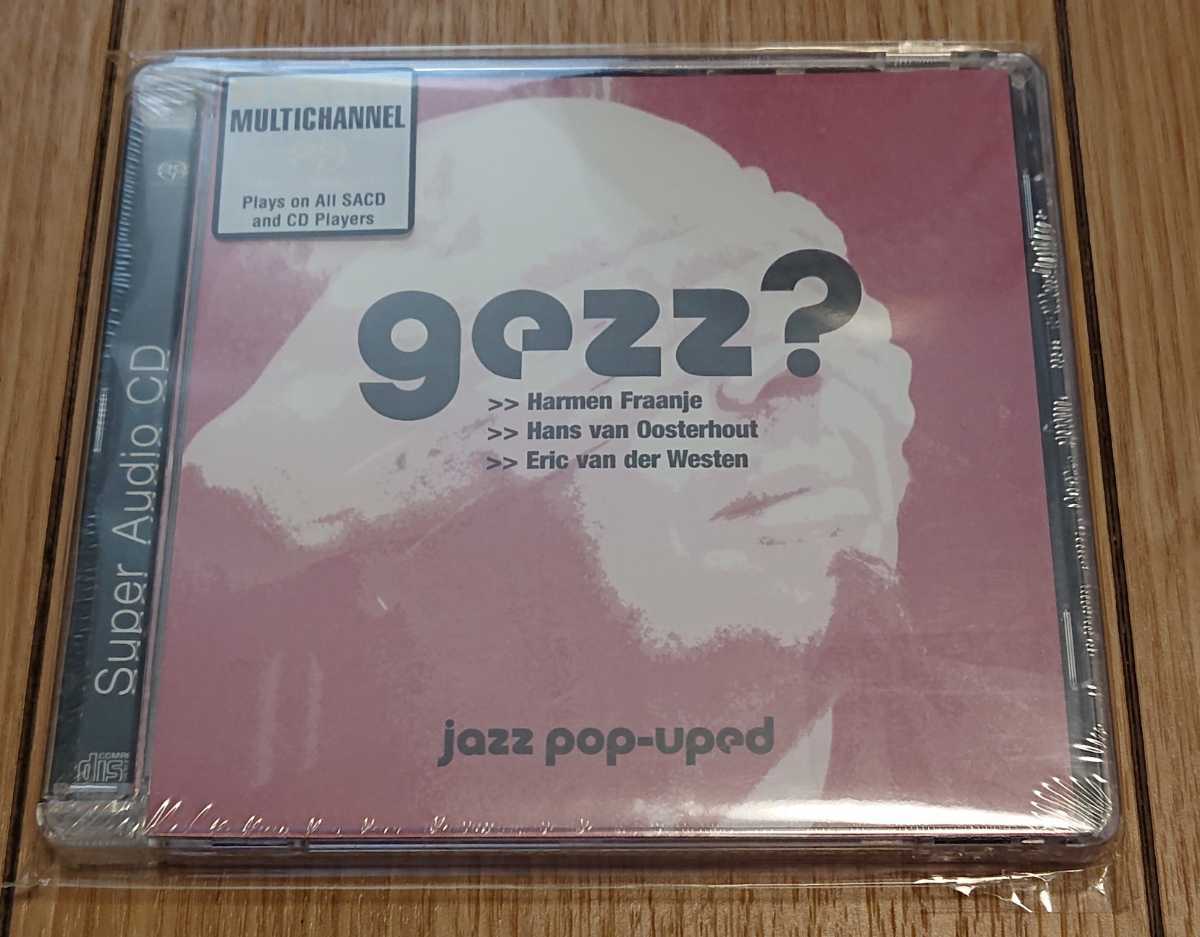 MULTICHANNEL
Plays on All SACD
and CD Players
gezz?
>> Harmen Fraanje
>> Hans van Oosterhout
>> Eric van der Westen
jazz pop-uped
Super Audio CD
disc